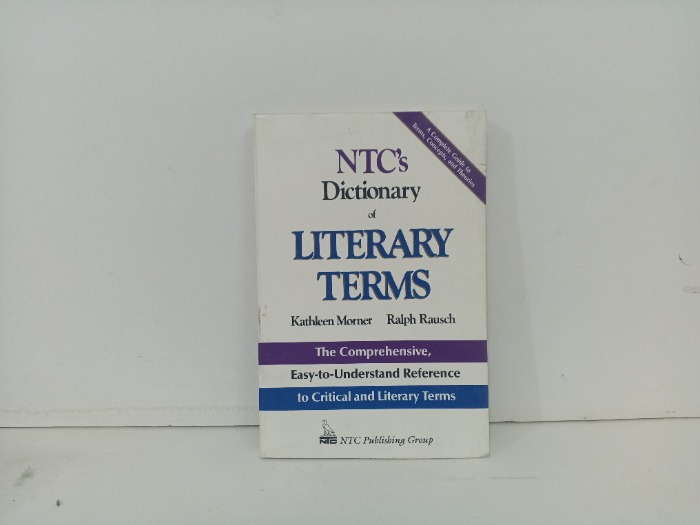 A Complete Guide to
Terms, Concepts, and Theories
NTC's
Dictionary
of
LITERARY
TERMS
Kathleen Morner Ralph Rausch
The Comprehensive,
Easy-to-Understand Reference
to Critical and Literary Terms
NTC NTC Publishing Group